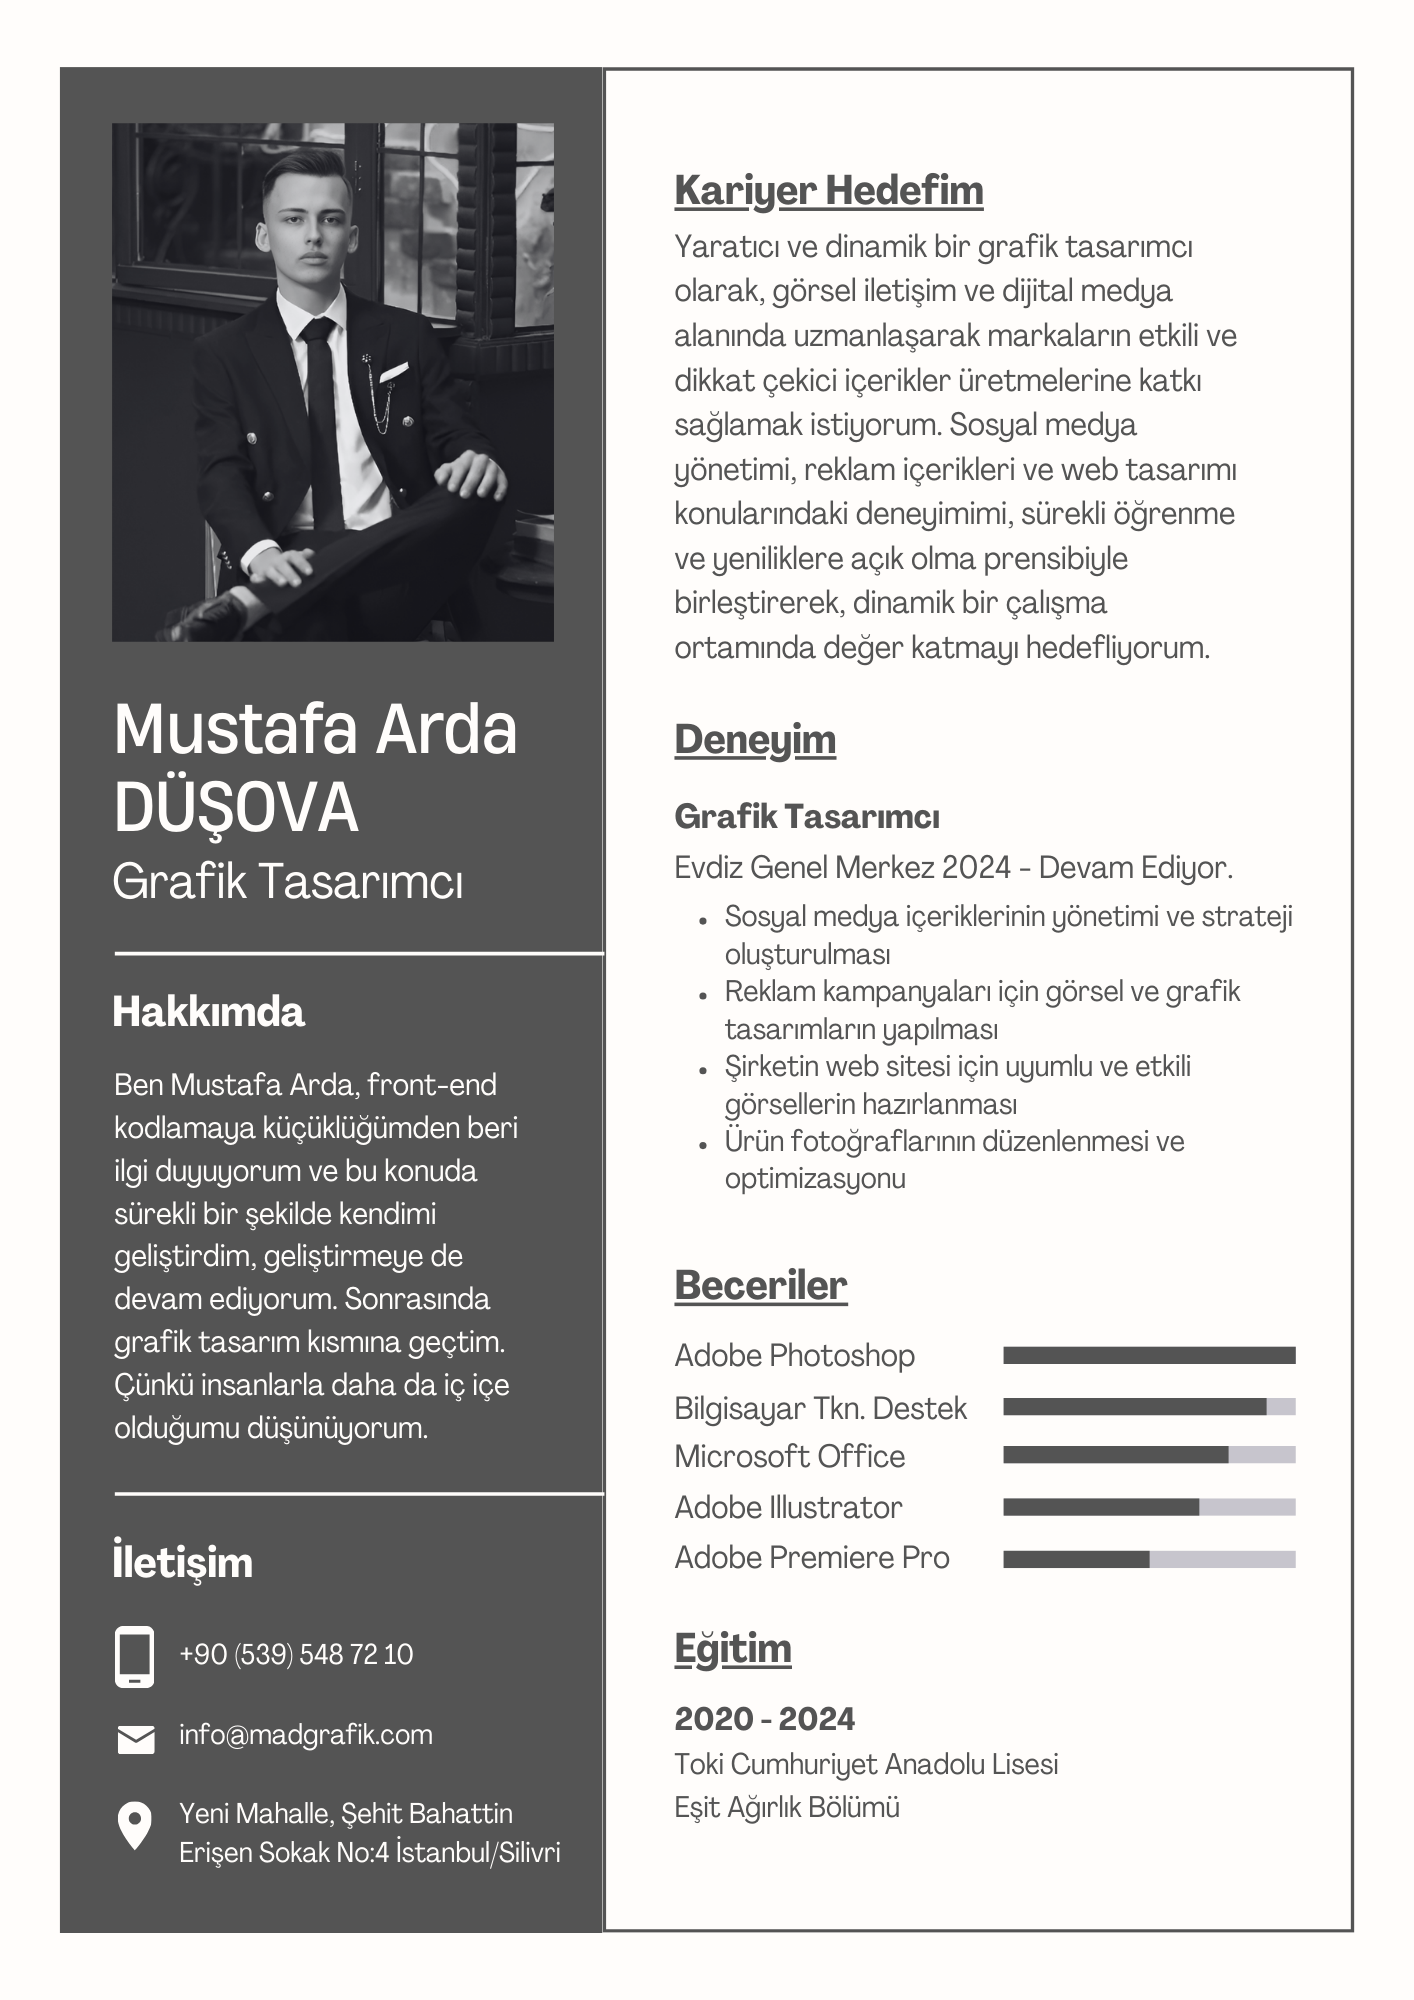 Mustafa Arda
DÜŞOVA
Grafik Tasarımcı
Hakkımda
Ben Mustafa Arda, front-end
kodlamaya küçüklüğümden beri
ilgi duyuyorum ve bu konuda
sürekli bir şekilde kendimi
geliştirdim, geliştirmeye de
devam ediyorum. Sonrasında
grafik tasarım kısmına geçtim.
Çünkü insanlarla daha da iç içe
olduğumu düşünüyorum.
İletişim
+90 (539) 548 72 10
info@madgrafik.com
Yeni Mahalle, Şehit Bahattin
Erişen Sokak No:4 İstanbul/Silivri
Kariyer Hedefim
Yaratıcı ve dinamik bir grafik tasarımcı
olarak, görsel iletişim ve dijital medya
alanında uzmanlaşarak markaların etkili ve
dikkat çekici içerikler üretmelerine katkı
sağlamak istiyorum. Sosyal medya
yönetimi, reklam içerikleri ve web tasarımı
konularındaki deneyimimi, sürekli öğrenme
ve yeniliklere açık olma prensibiyle
birleştirerek, dinamik bir çalışma
ortamında değer katmayı hedefliyorum.
Deneyim
Grafik Tasarımcı
Evdiz Genel Merkez 2024 - Devam Ediyor.
• Sosyal medya içeriklerinin yönetimi ve strateji
oluşturulması
• Reklam kampanyaları için görsel ve grafik
tasarımların yapılması
• Şirketin web sitesi için uyumlu ve etkili
görsellerin hazırlanması
• Ürün fotoğraflarının düzenlenmesi ve
optimizasyonu
Beceriler
Adobe Photoshop
Bilgisayar Tkn. Destek
Microsoft Office
Adobe Illustrator
Adobe Premiere Pro
Eğitim
2020 - 2024
Toki Cumhuriyet Anadolu Lisesi
Eşit Ağırlık Bölümü